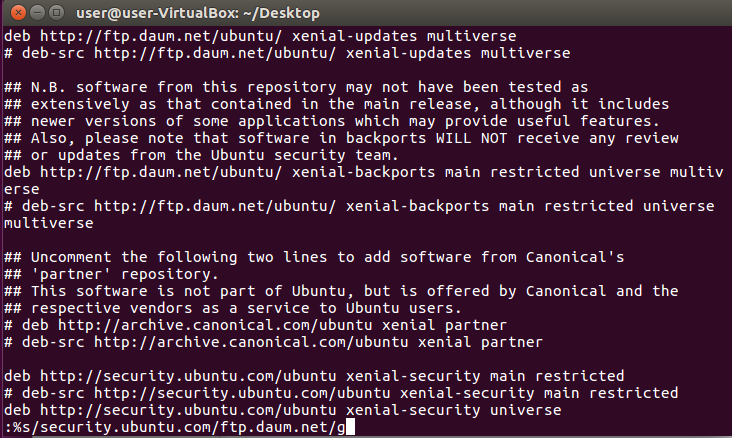 user@user-VirtualBox: ~/Desktop
deb http://ftp.daum.net/ubuntu/ xenial-updates multiverse
# deb-src http://ftp.daum.net/ubuntu/ xenial-updates multiverse
## N.B. software from this repository may not have been tested as
## extensively as that contained in the main release, although it includes
## newer versions of some applications which may provide useful features.
## Also, please note that software in backports WILL NOT receive any review
## or updates from the Ubuntu security team.
deb http://ftp.daum.net/ubuntu/ xenial-backports main restricted universe multiv
erse
# deb-src http://ftp.daum.net/ubuntu/ xenial-backports main restricted universe
multiverse
## Uncomment the following two lines to add software from Canonical's
## 'partner' repository.
## This software is not part of Ubuntu, but is offered by Canonical and the
## respective vendors as a service to Ubuntu users.
# deb http://archive.canonical.com/ubuntu xenial partner
# deb-src http://archive.canonical.com/ubuntu xenial partner
deb http://security.ubuntu.com/ubuntu xenial-security main restricted
# deb-src http://security.ubuntu.com/ubuntu xenial-security main restricted
deb http://security.ubuntu.com/ubuntu xenial-security universe
:%s/security.ubuntu.com/ftp.daum.net/g